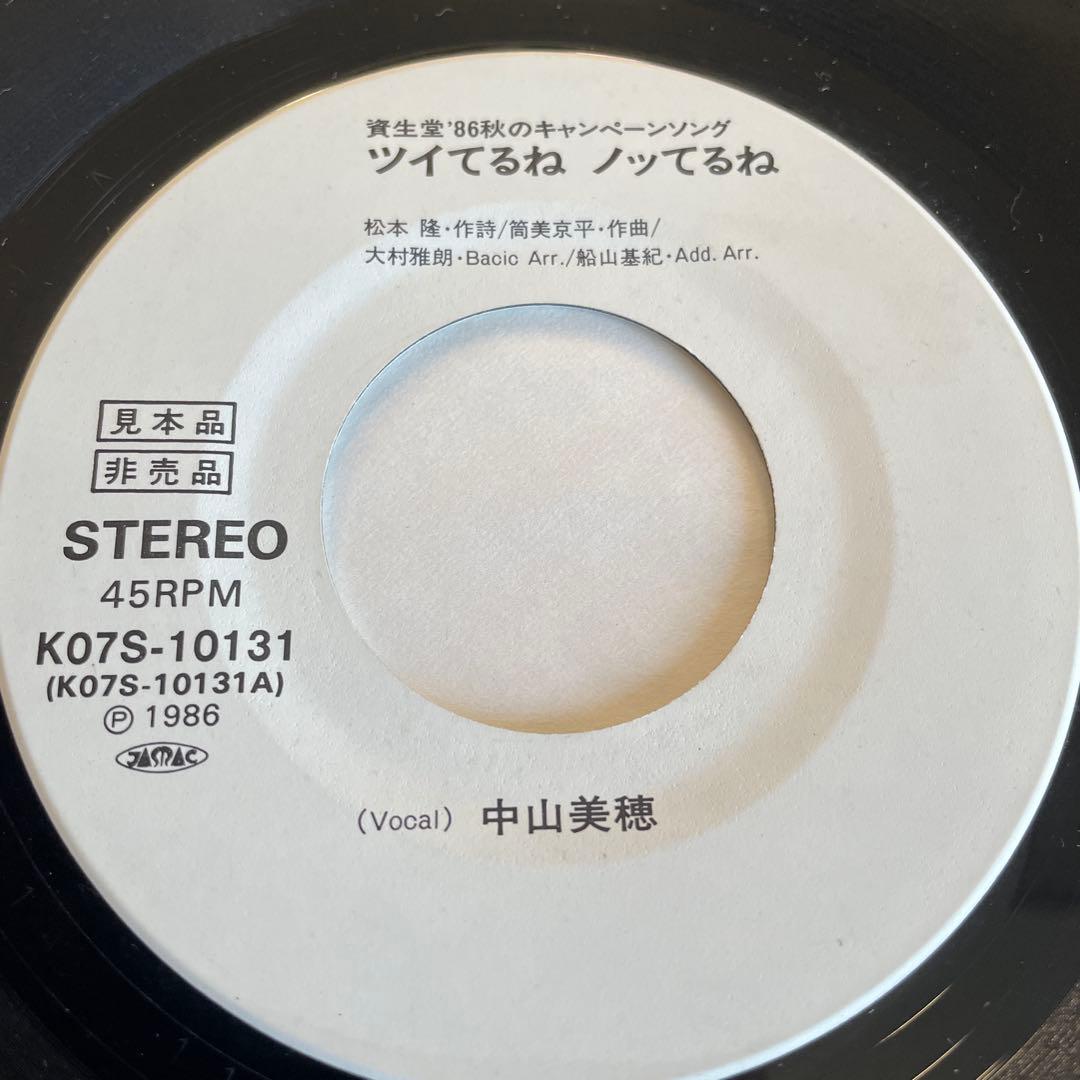 資生堂'86秋のキャンペーンソング
ツイてるね ノッてるね
松本 隆・作詩/筒美京平・作曲/
大村雅朗・Bacic Arr./船山基紀・Add. Arr.
見本品
非売品
STEREO
45RPM
K07S-10131
(K07S-10131A)
Ⓟ 1986
JASRAC
(Vocal) 中山美穂